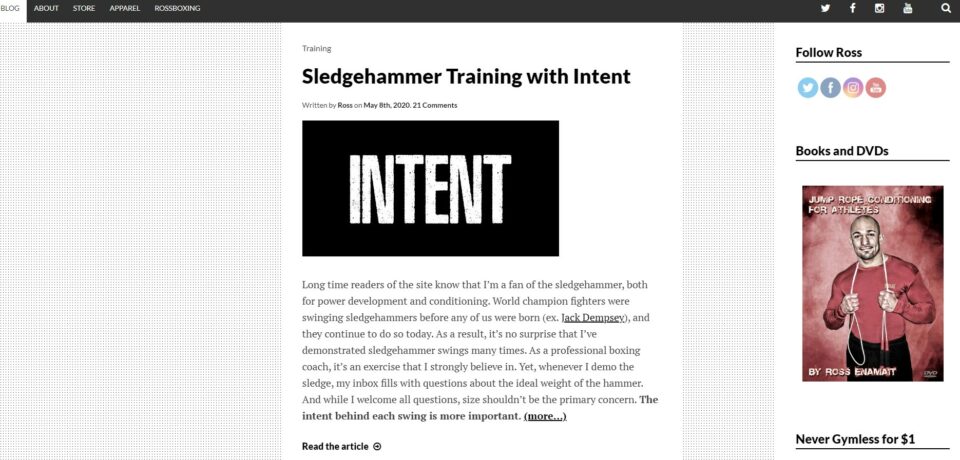 BLOG ABOUT STORE APPAREL ROSSBOXING
Training
Sledgehammer Training with Intent
Written by Ross on May 8th, 2020. 21 Comments
INTENT
Long time readers of the site know that I'm a fan of the sledgehammer, both
for power development and conditioning. World champion fighters were
swinging sledgehammers before any of us were born (ex. Jack Dempsey), and
they continue to do so today. As a result, it's no surprise that I've
demonstrated sledgehammer swings many times. As a professional boxing
coach, it's an exercise that I strongly believe in. Yet, whenever I demo the
sledge, my inbox fills with questions about the ideal weight of the hammer.
And while I welcome all questions, size shouldn't be the primary concern. The
intent behind each swing is more important. (more…)
Read the article
Follow Ross
Books and DVDs
JUMP ROPE CONDITIONING
FOR ATHLETES
BY ROSS ENAMAIT
DVD
Never Gymless for $1